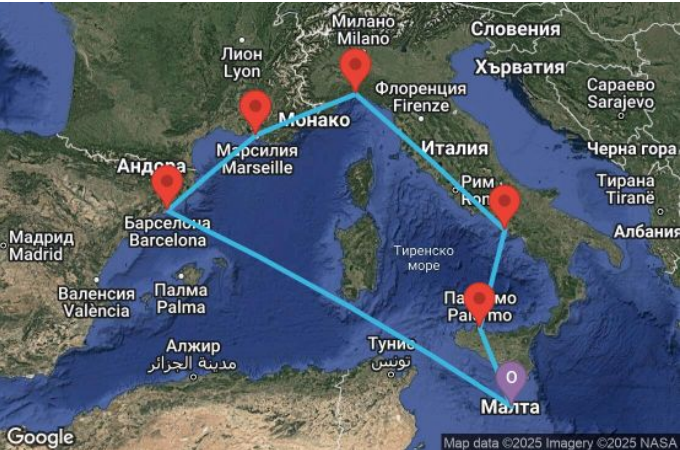 Милано
Milano
Словения
Лион
Lyon
Хърватия
Флоренция
Firenze
Сараево
Sarajevo
Монако
Марсилия
Marseille
Италия
Черна гора
Андора
Рим
Тирана
Tiranë
Барселона
Barcelona
Албания
Мадрид
Madrid
Тиренско
море
Валенсия
València
Палма
Palma
Палермо
Palermo
Алжир
مدينة الجزائر
Тунис
تونس
O
Малта
Google
Map data ©2025 Imagery ©2025 NASA